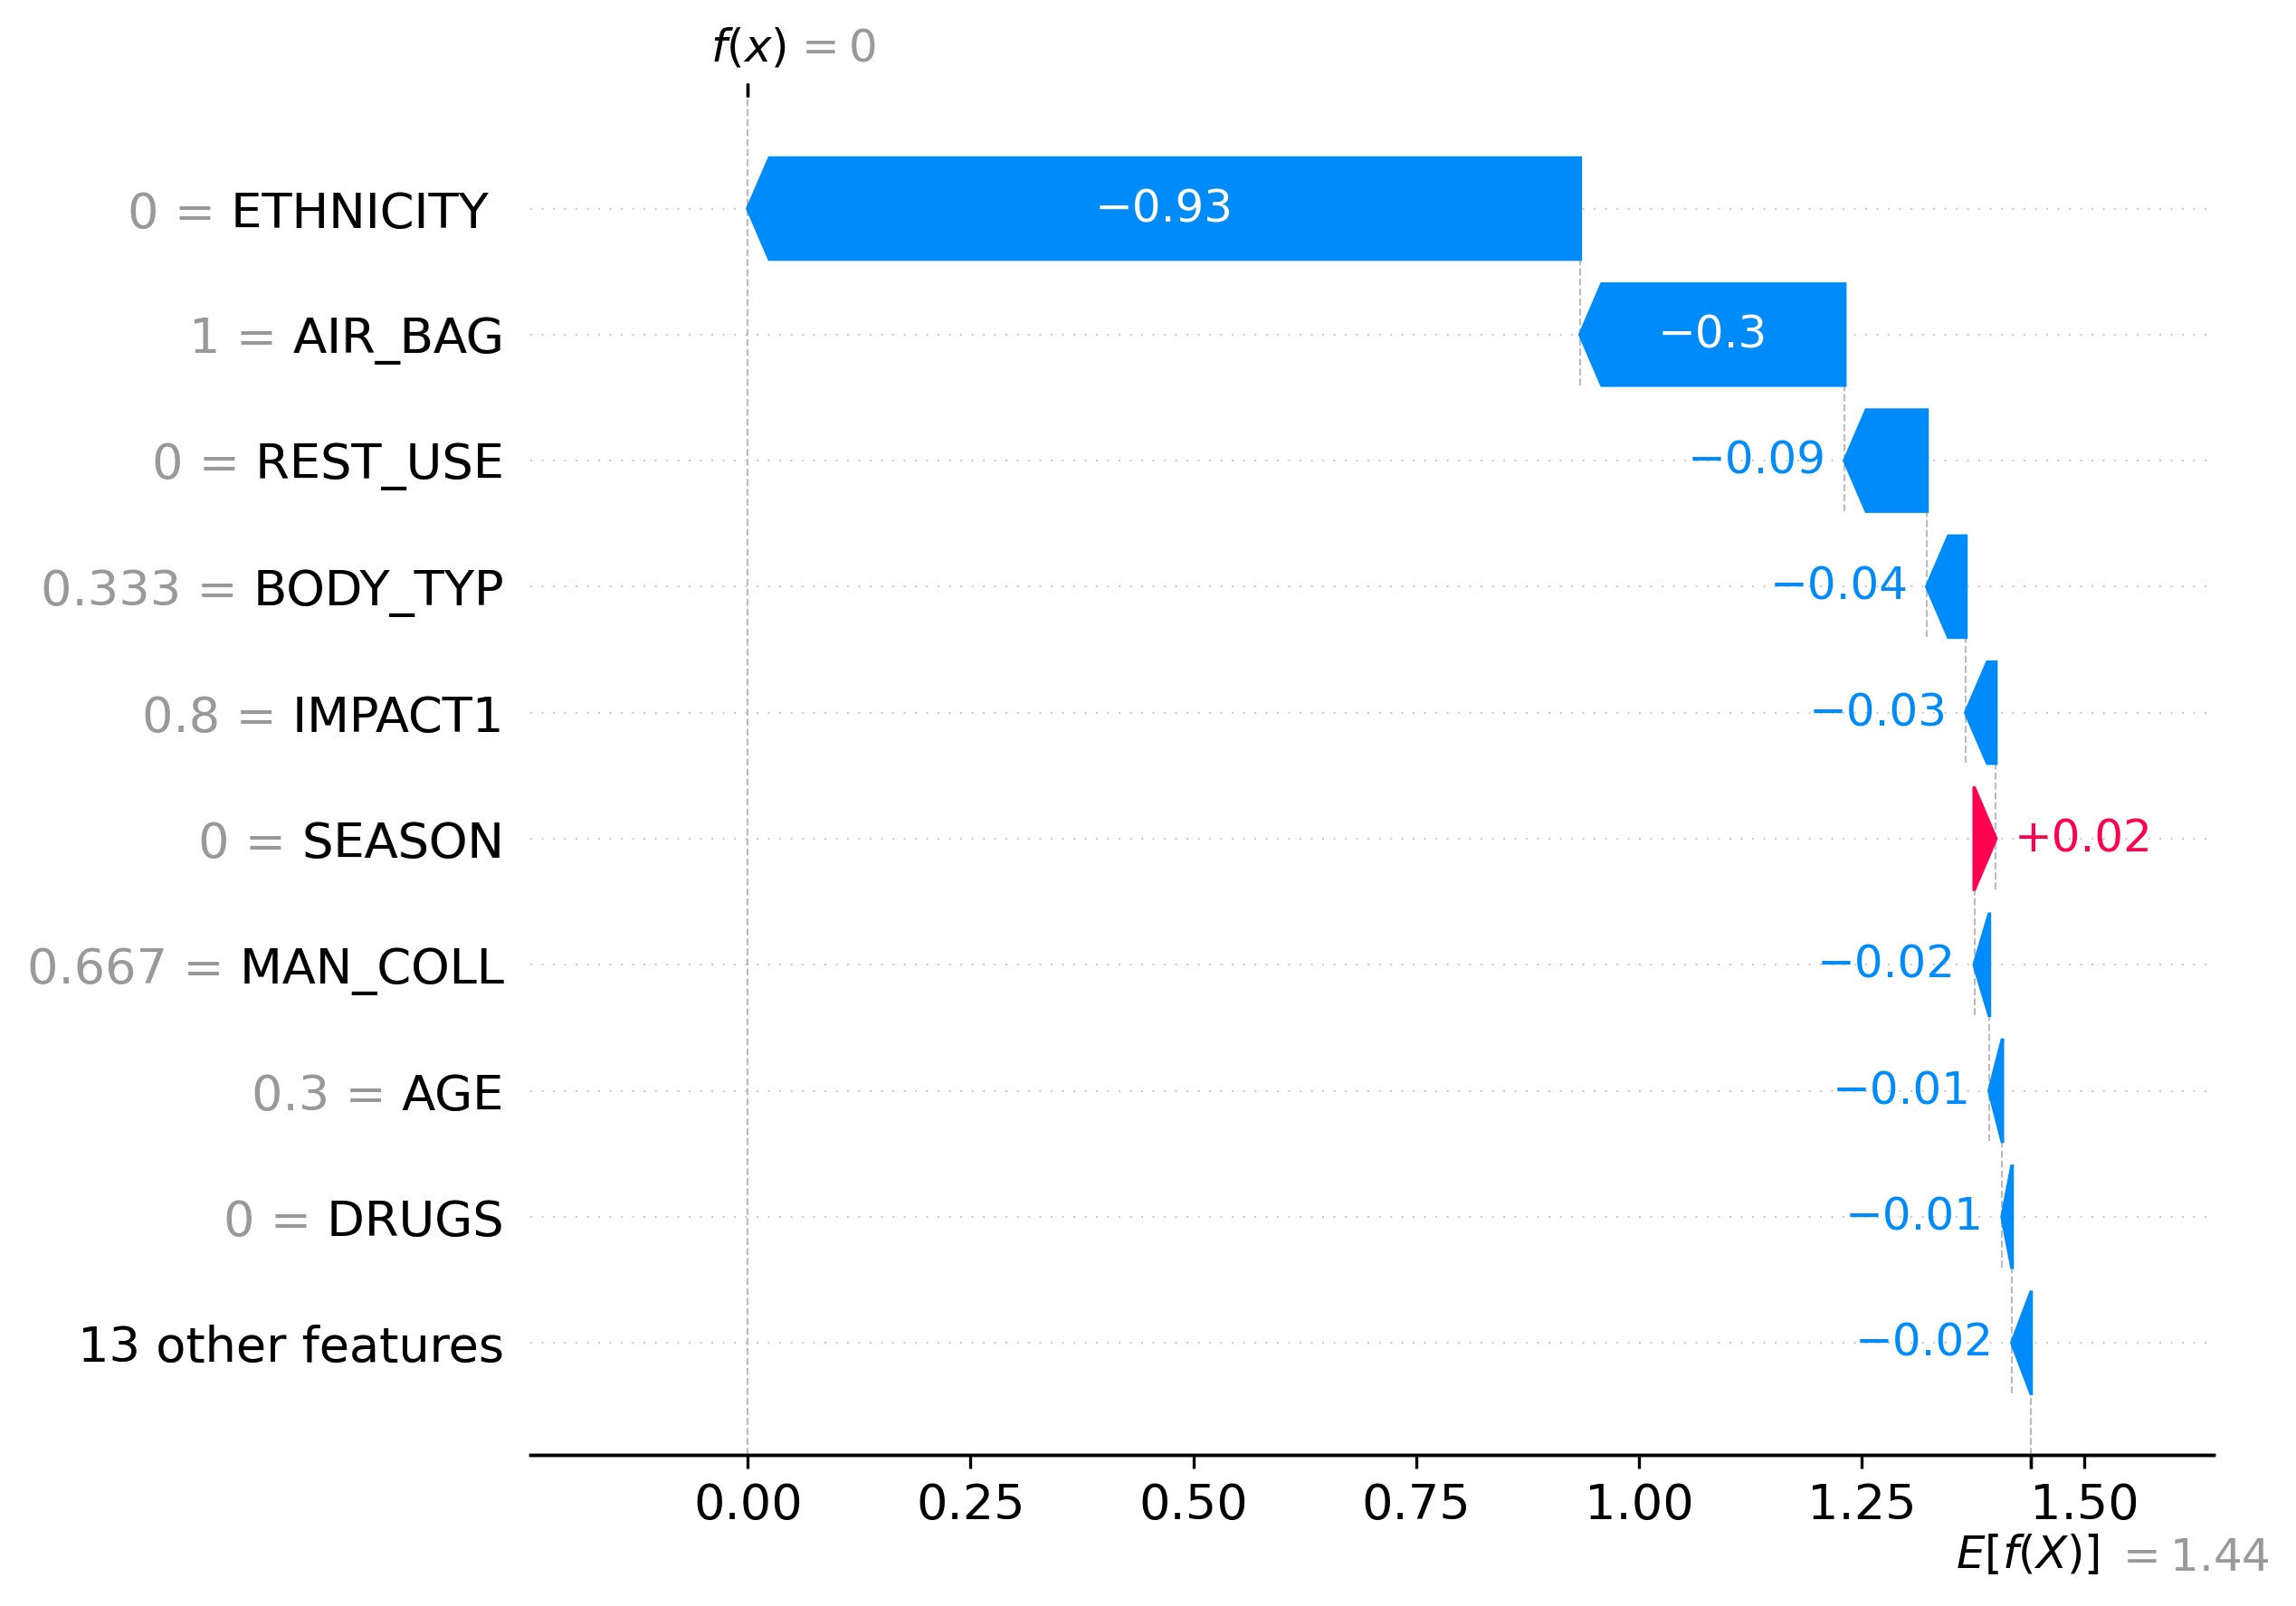 f(x) = 0
0 = ETHNICITY −0.93
1 = AIR_BAG −0.3
0 = REST_USE −0.09
0.333 = BODY_TYP −0.04
0.8 = IMPACT1 −0.03
0 = SEASON +0.02
0.667 = MAN_COLL −0.02
0.3 = AGE −0.01
0 = DRUGS −0.01
13 other features −0.02
0.00 0.25 0.50 0.75 1.00 1.25 1.50
E[f(X)] = 1.44